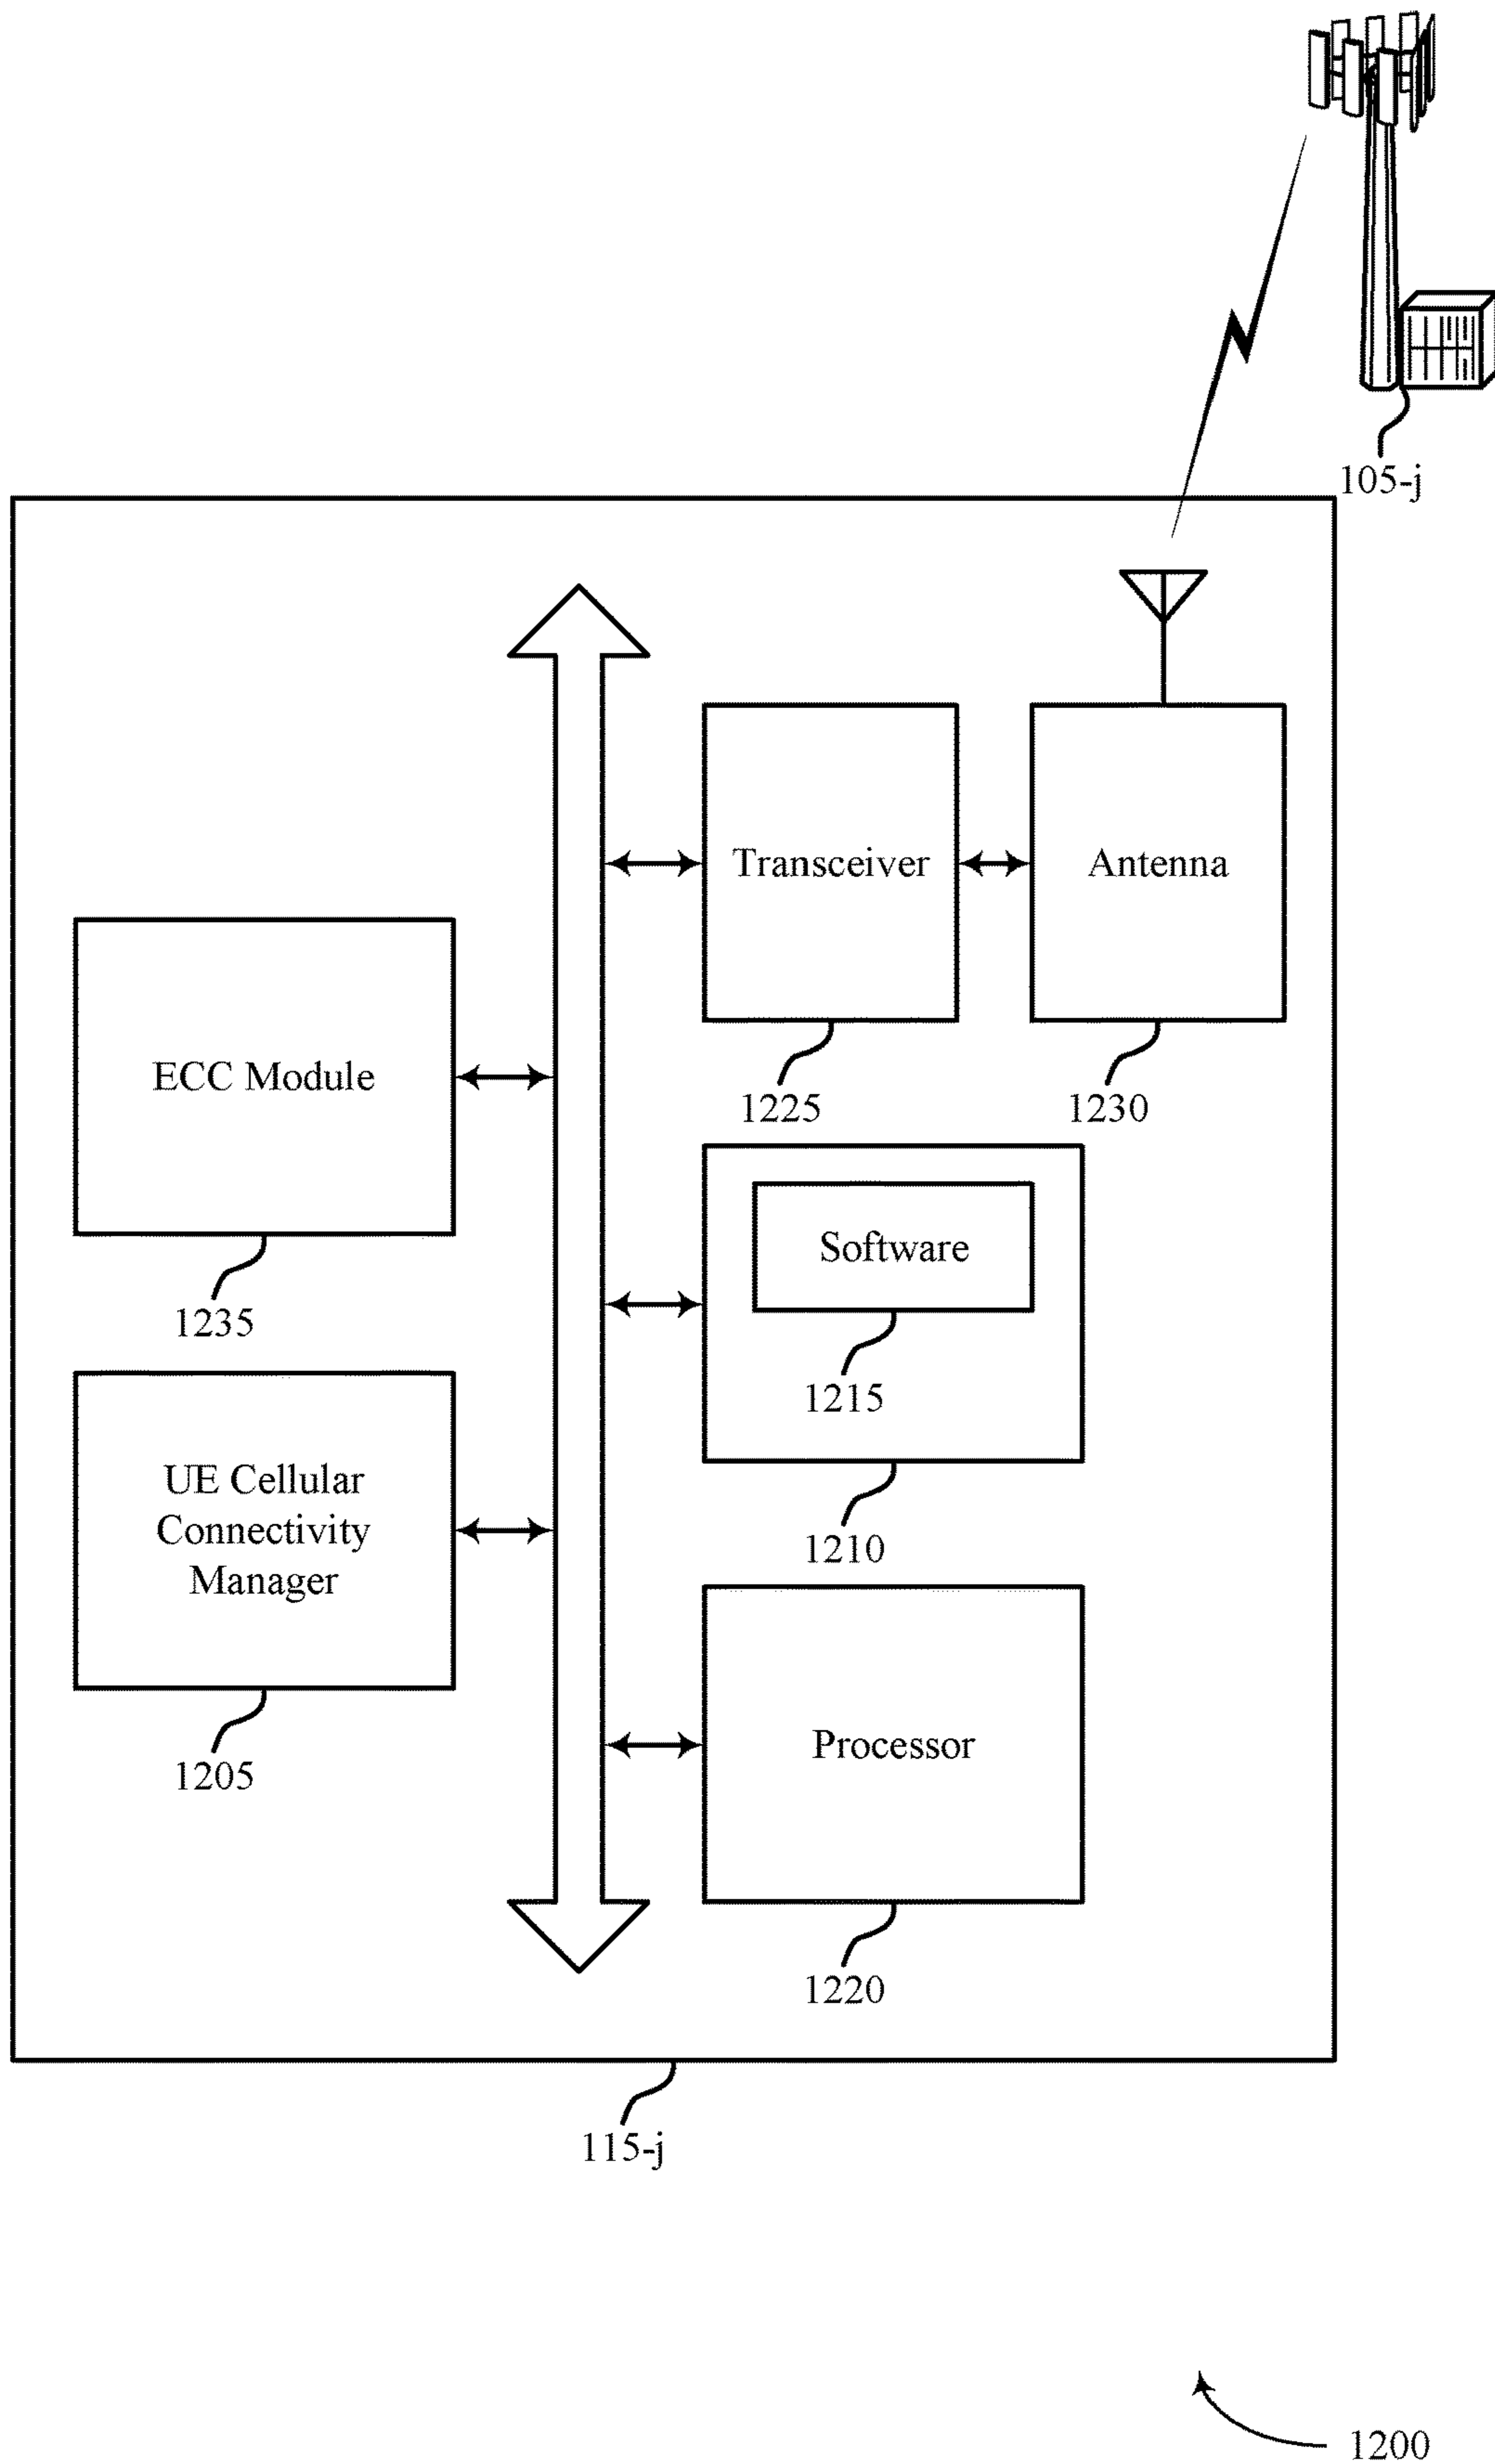 105-j
Transceiver
Antenna
1225
1230
ECC Module
1235
Software
1215
1210
UE Cellular
Connectivity
Manager
1205
Processor
1220
115-j
1200